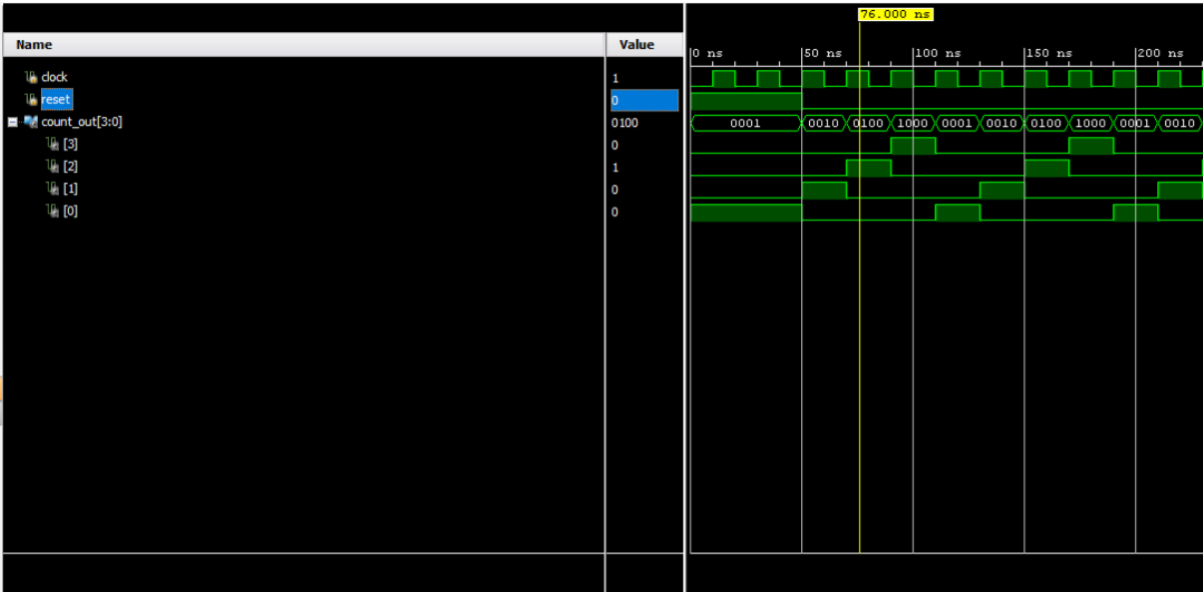 76.000 ns
Name Value
0 ns 50 ns 100 ns 150 ns 200 ns
clock 1
reset 0
count_out[3:0] 0100 0001 0010 0100 1000 0001 0010 0100 1000 0001 0010
[3] 0
[2] 1
[1] 0
[0] 0